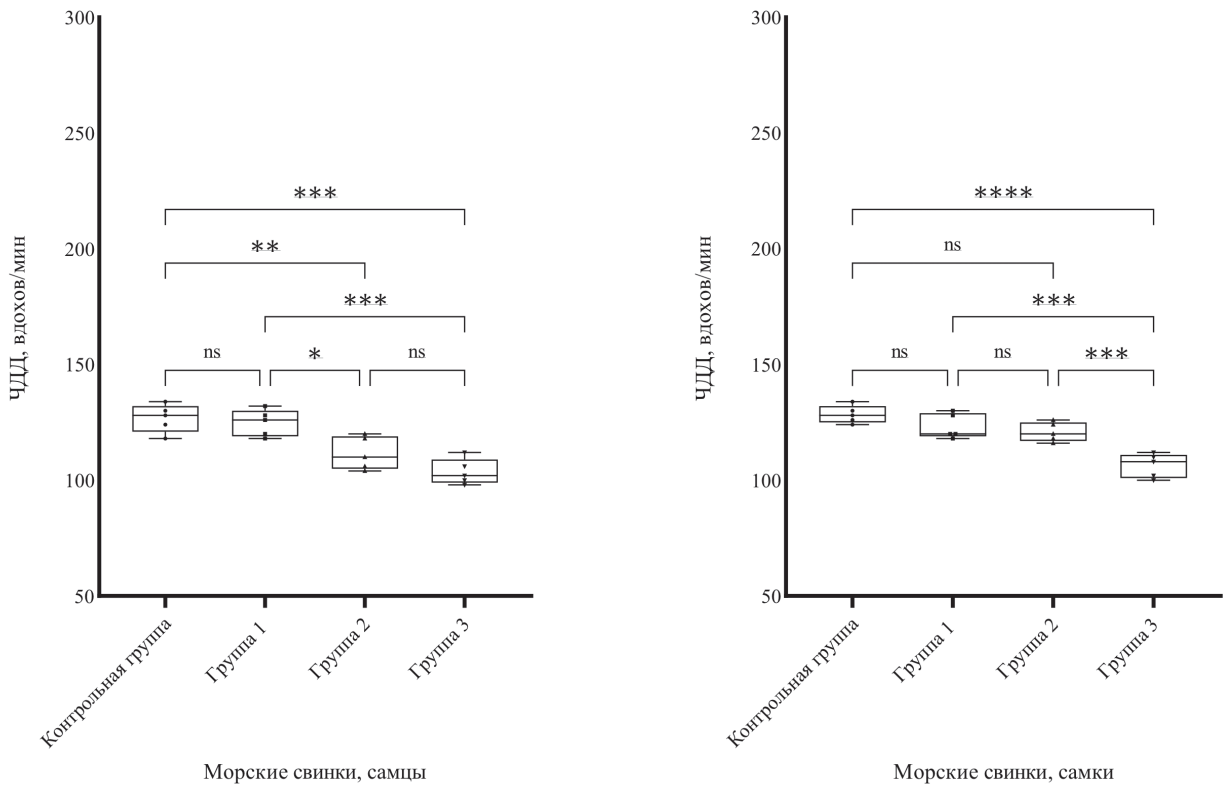 300
250
200
150
100
50
ЧДД, вдохов/мин
***
**
***
ns
*
ns
Контрольная группа
Группа 1
Группа 2
Группа 3
Морские свинки, самцы
300
250
200
150
100
50
ЧДД, вдохов/мин
****
ns
***
ns
ns
***
Контрольная группа
Группа 1
Группа 2
Группа 3
Морские свинки, самки